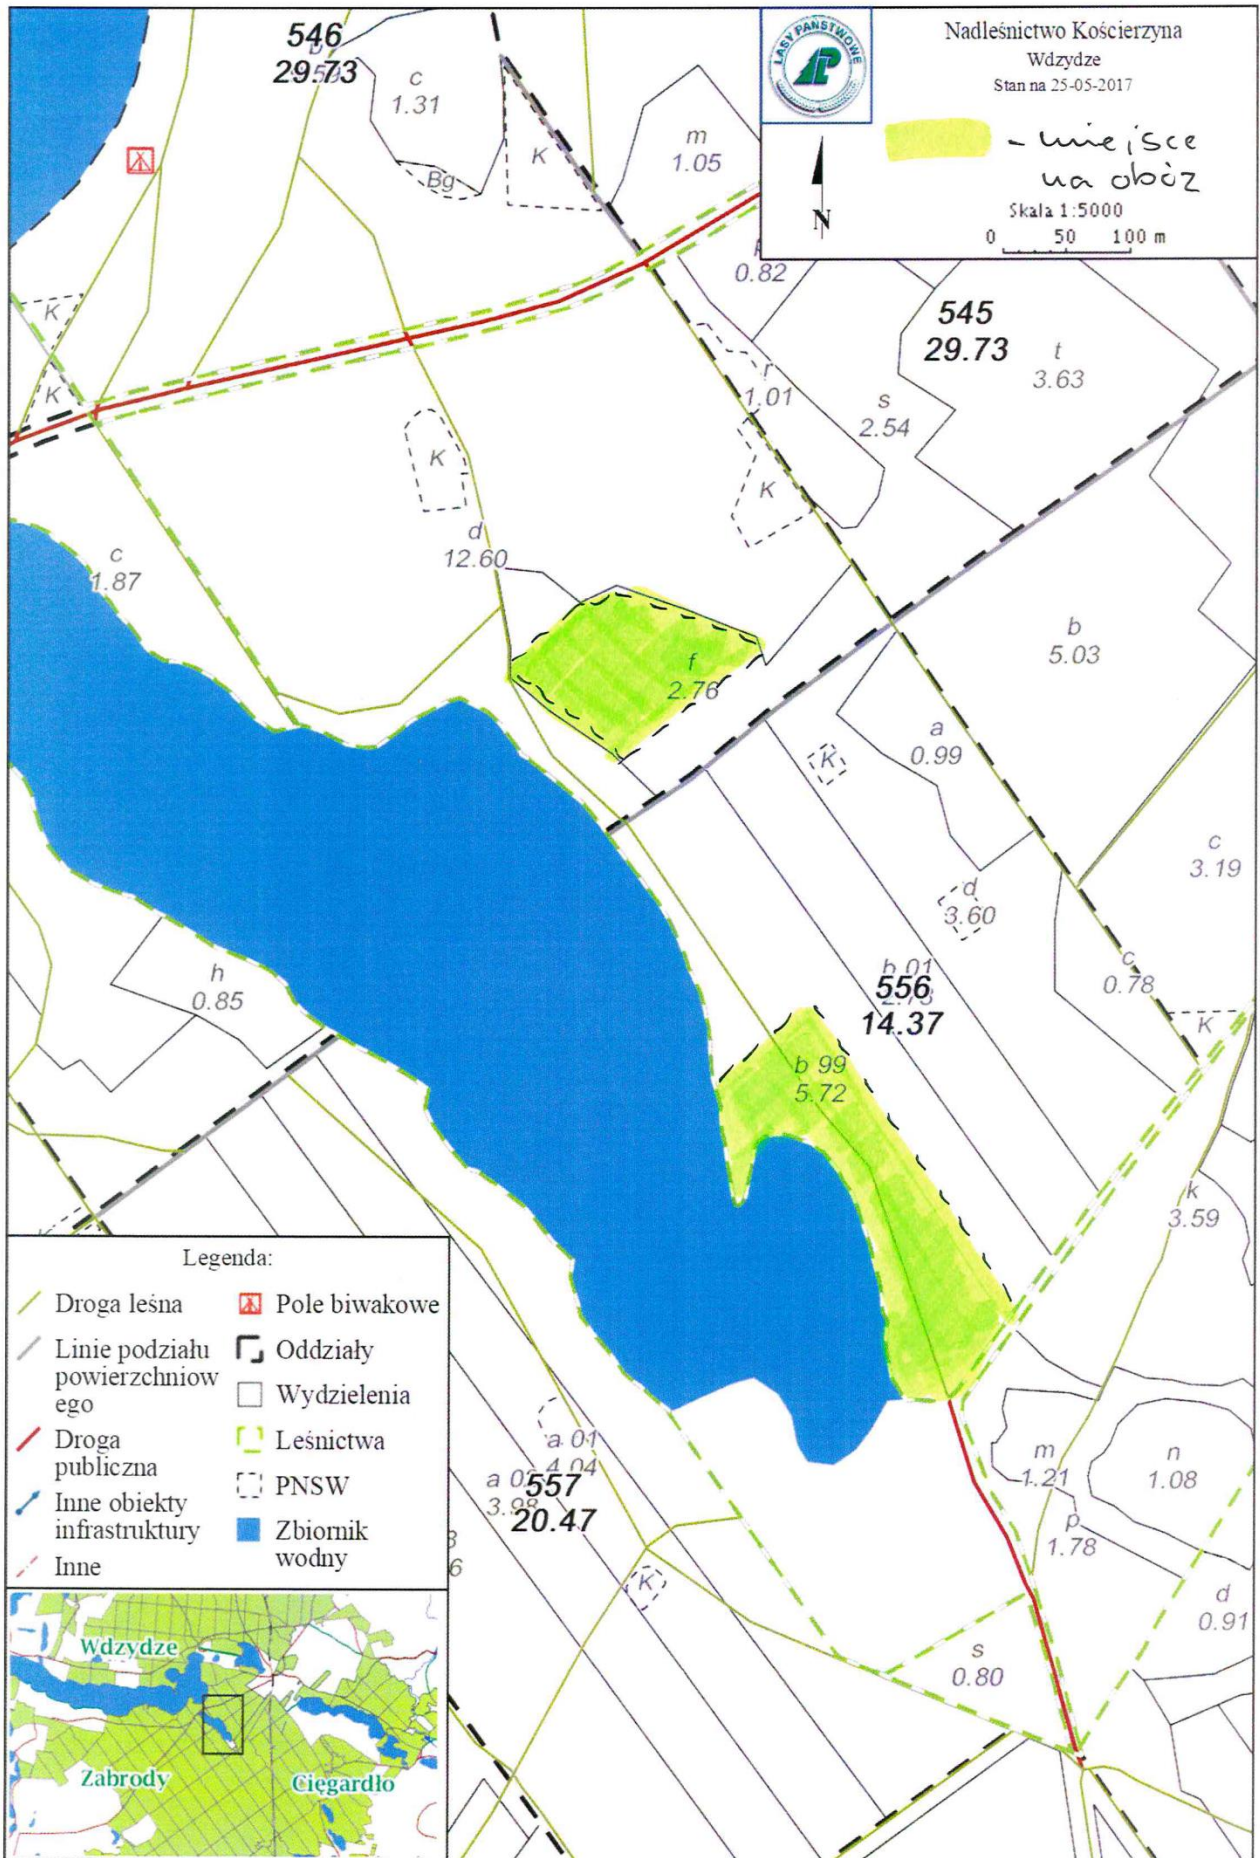 546
29.73
c
1.31
Bg
K
m
1.05
LASY PAŃSTWOWE
Nadleśnictwo Kościerzyna
Wdzydze
Stan na 25-05-2017
- miejsce
na obóz
N
Skala 1:5000
0 50 100 m
0.82
545
29.73
t
3.63
r
1.01
s
2.54
K
K
K
K
d
12.60
c
1.87
f
2.76
b
5.03
a
0.99
K
c
3.19
d
3.60
h
0.85
b 01
556
14.37
c
0.78
K
b 99
5.72
k
3.59
Legenda:
Droga leśna
Linie podziału
powierzchniow
ego
Droga
publiczna
Inne obiekty
infrastruktury
Inne
Pole biwakowe
Oddziały
Wydzielenia
Leśnictwa
PNSW
Zbiornik
wodny
a 01
4.04
a 0
3.98
557
20.47
K
m
1.21
n
1.08
p
1.78
d
0.91
s
0.80
Wdzydze
Zabrody
Cięgardło